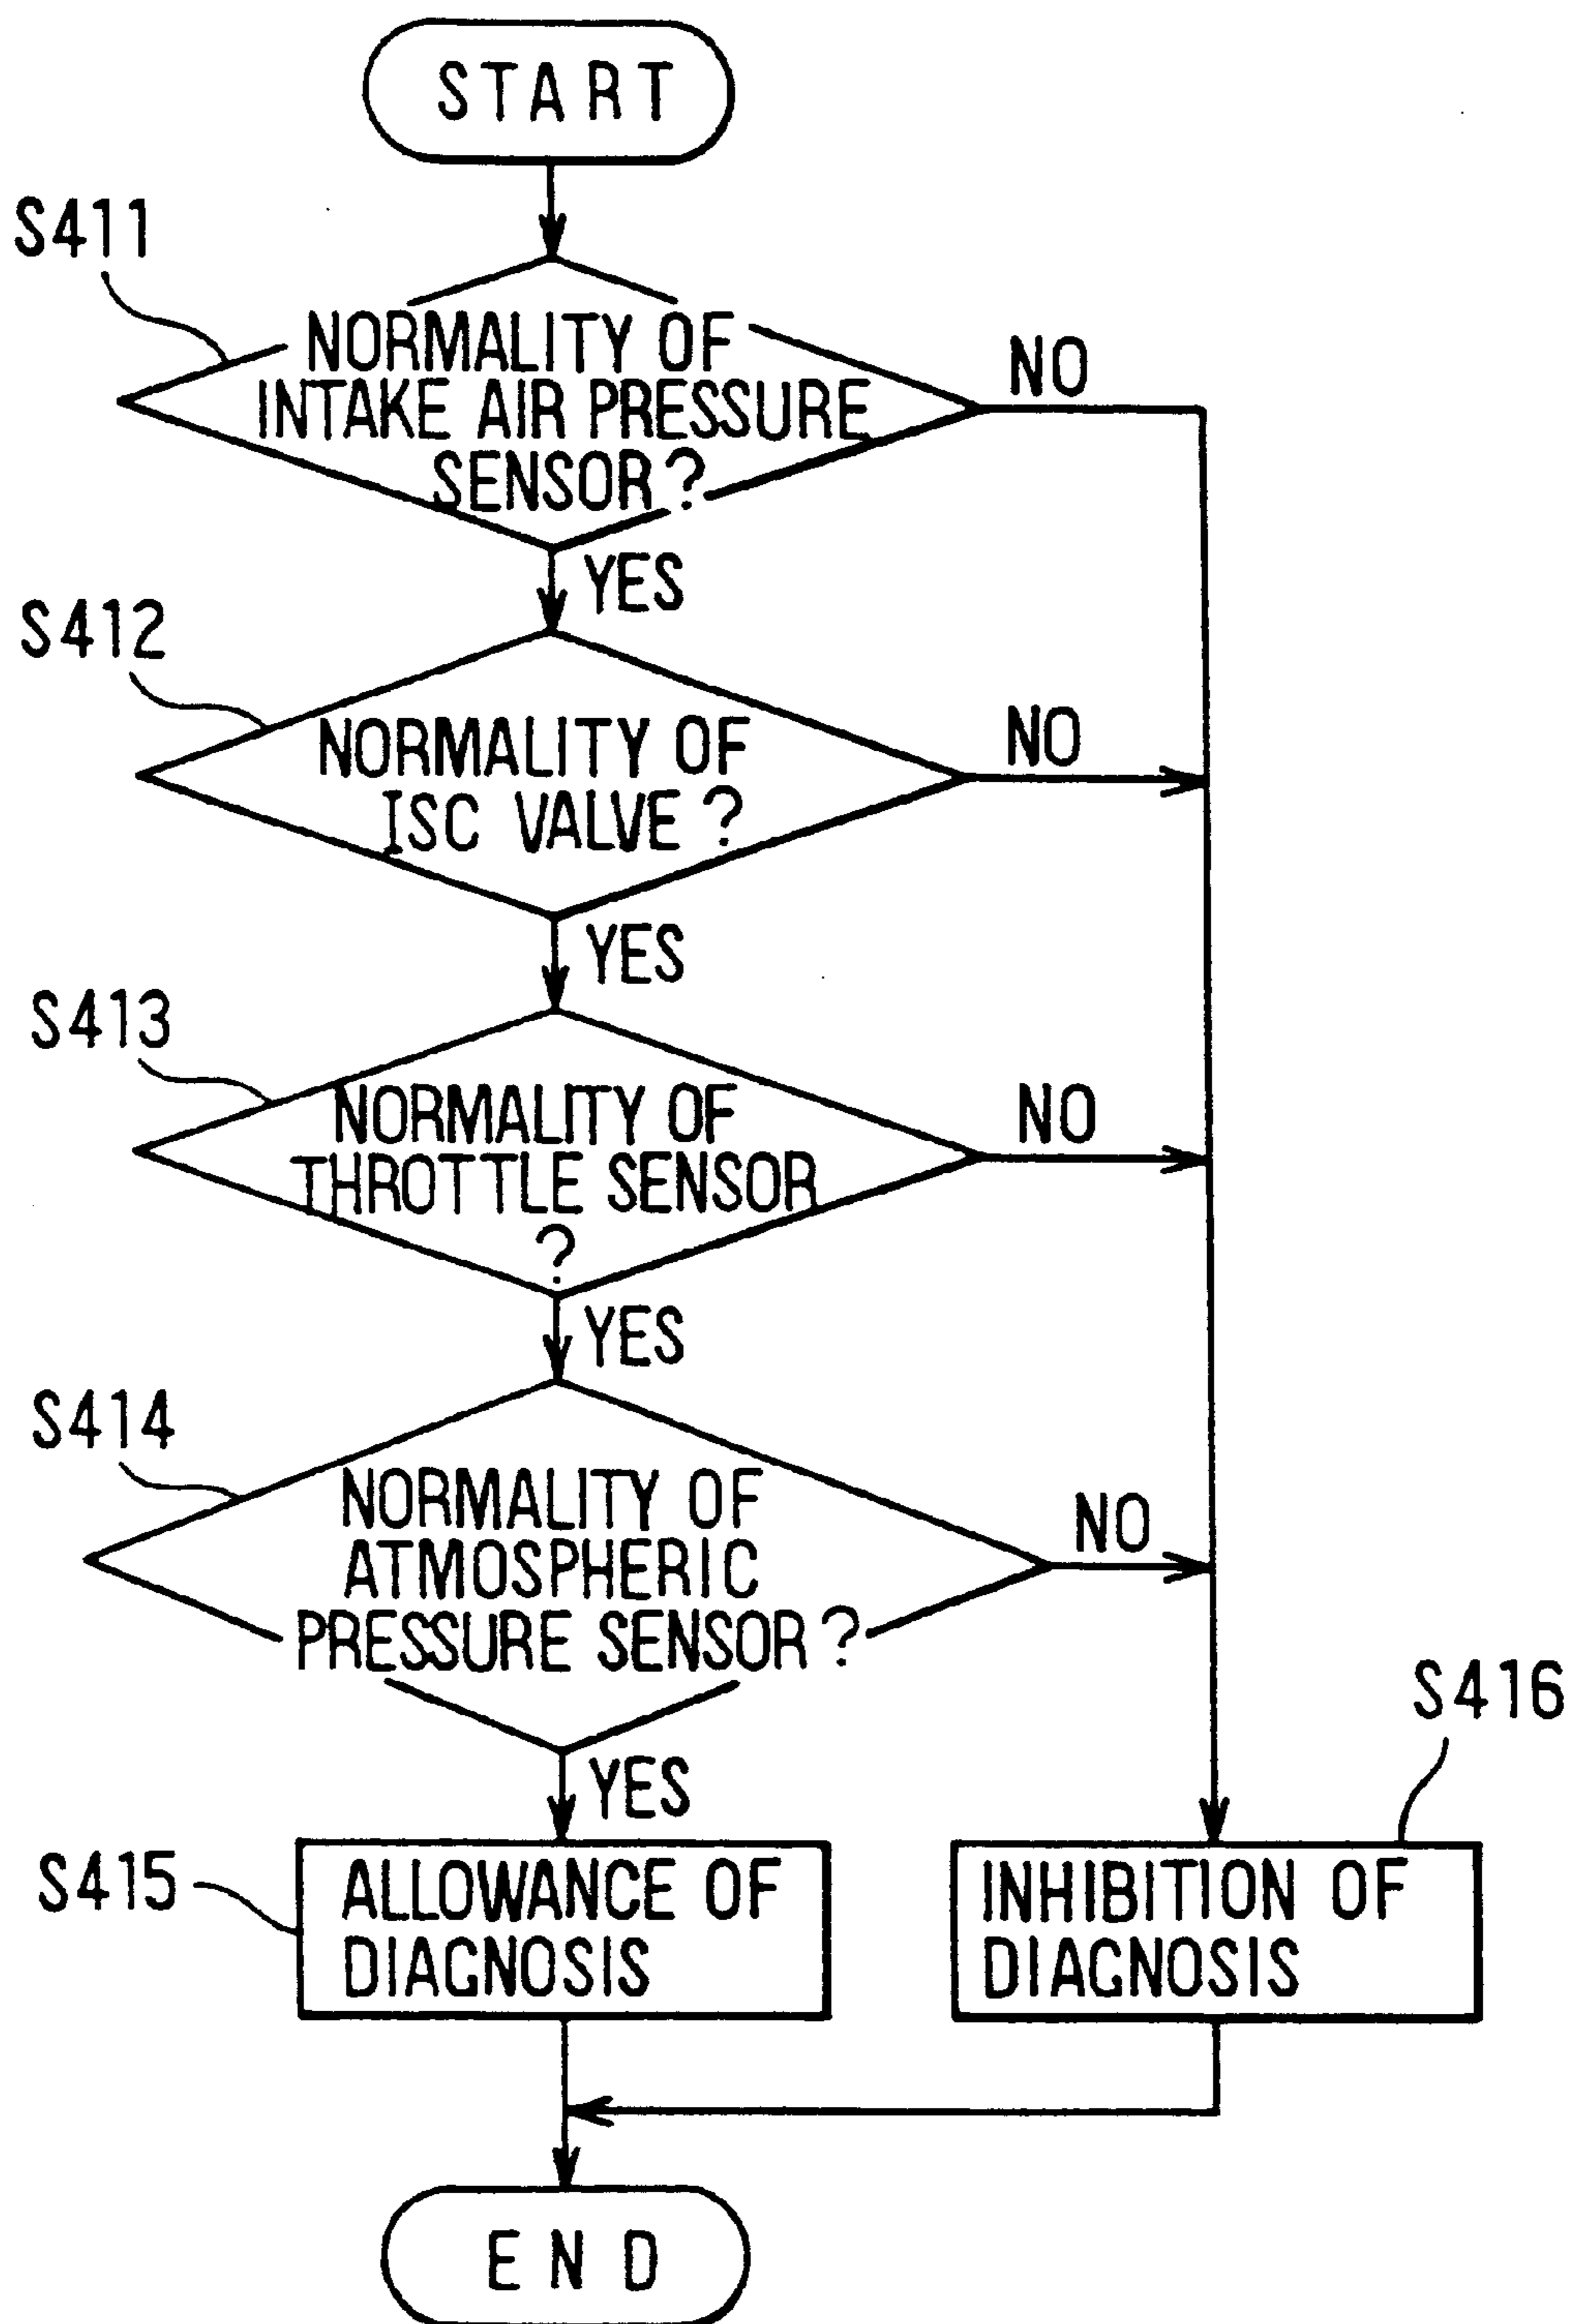 START
S411
NORMALITY OF
INTAKE AIR PRESSURE
SENSOR?
NO
YES
S412
NORMALITY OF
ISC VALVE?
NO
YES
S413
NORMALITY OF
THROTTLE SENSOR
?
NO
YES
S414
NORMALITY OF
ATMOSPHERIC
PRESSURE SENSOR?
NO
YES
S415
ALLOWANCE OF
DIAGNOSIS
S416
INHIBITION OF
DIAGNOSIS
END